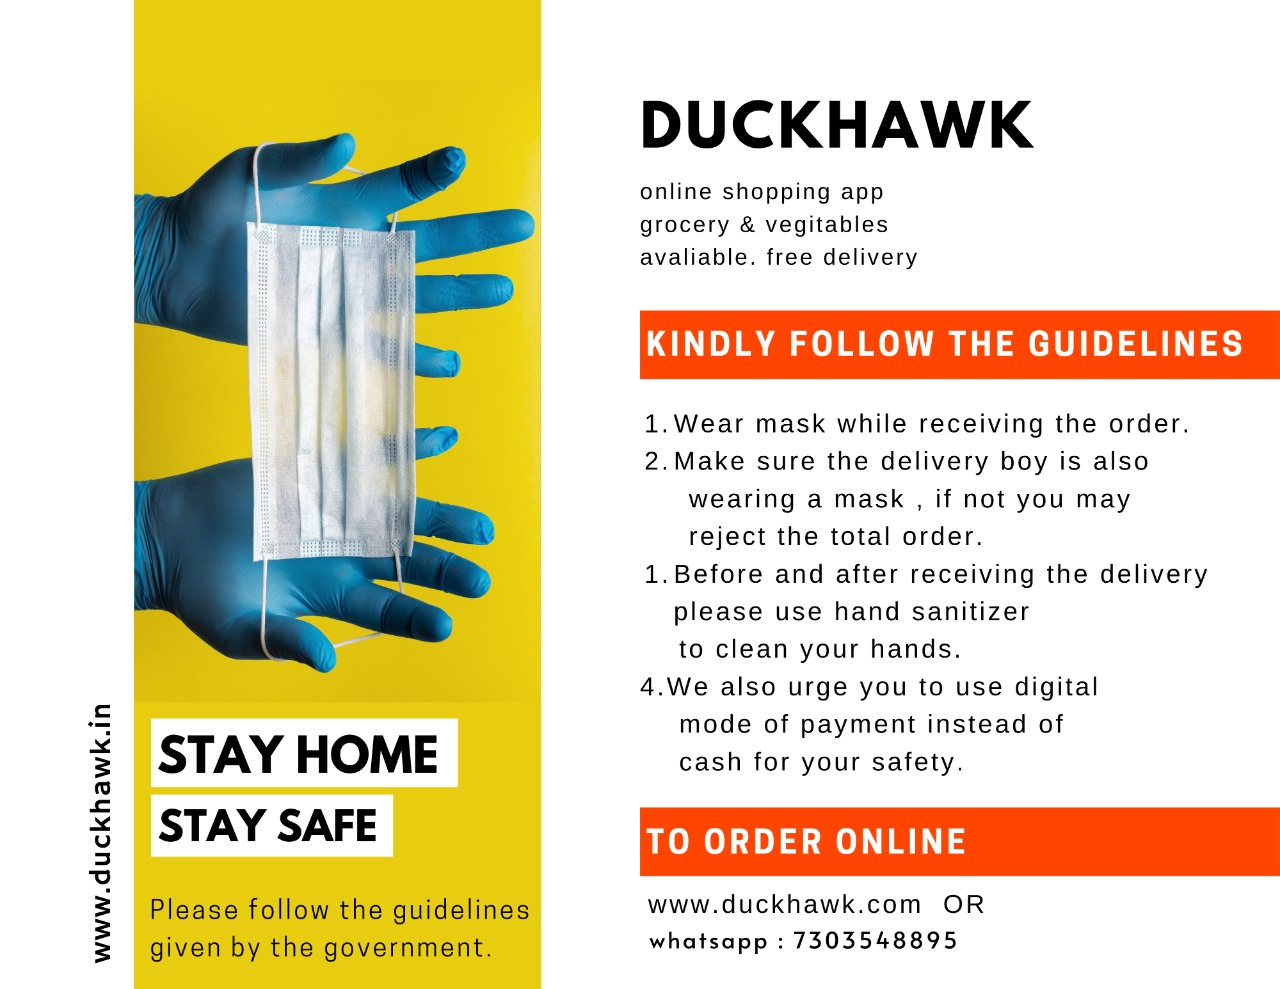 DUCKHAWK
online shopping app
grocery & vegitables
avaliable. free delivery
KINDLY FOLLOW THE GUIDELINES
1. Wear mask while receiving the order.
2. Make sure the delivery boy is also
wearing a mask , if not you may
reject the total order.
1. Before and after receiving the delivery
please use hand sanitizer
to clean your hands.
4.We also urge you to use digital
mode of payment instead of
cash for your safety.
TO ORDER ONLINE
www.duckhawk.com OR
whatsapp : 7303548895
STAY HOME
STAY SAFE
Please follow the guidelines
given by the government.
www.duckhawk.in